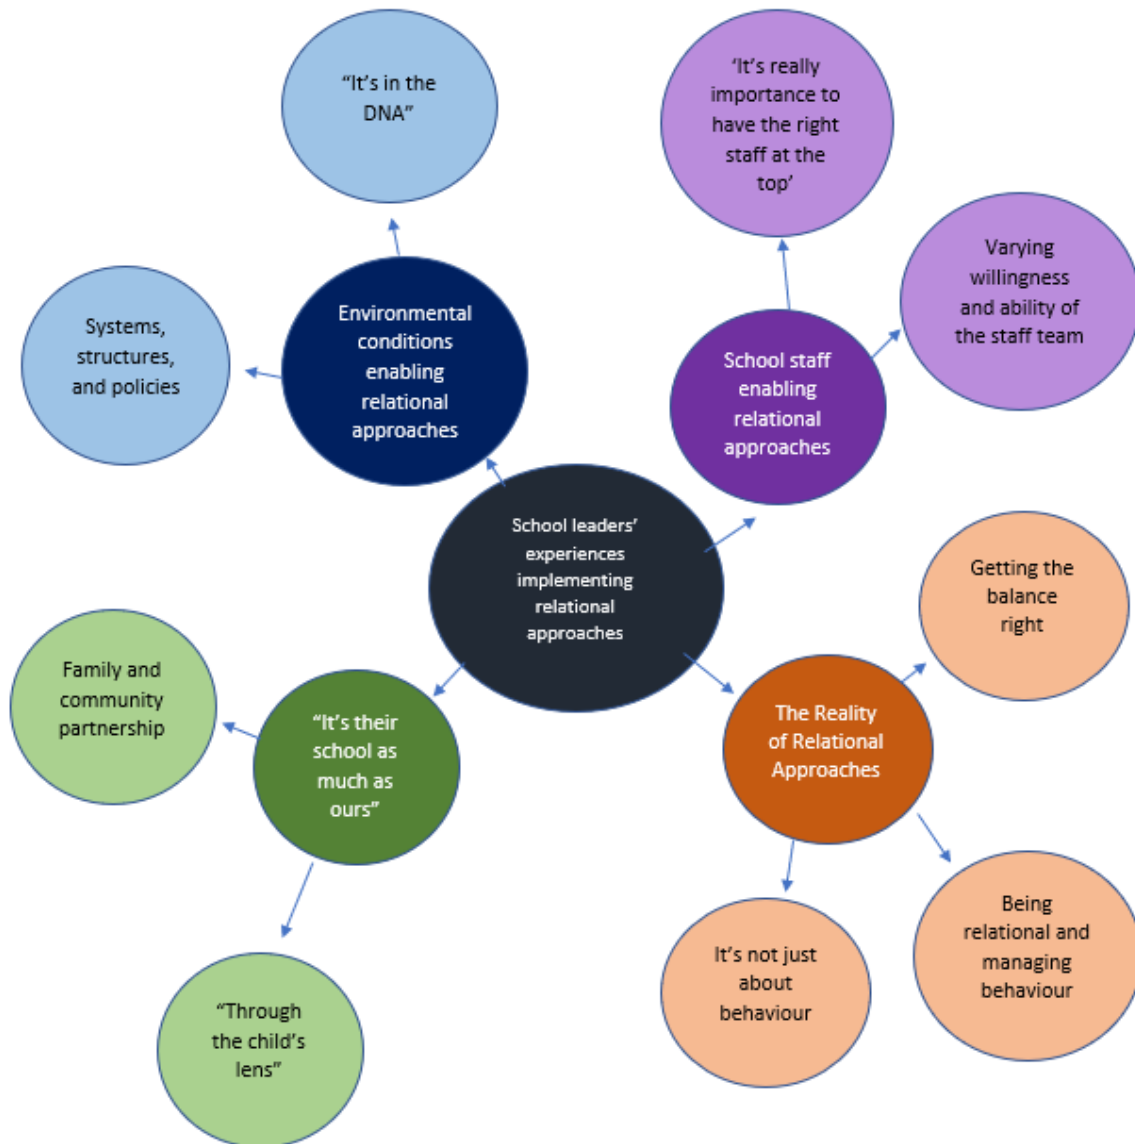 “It’s in the
DNA”
‘It’s really
importance to
have the right
staff at the
top’
Varying
willingness
and ability of
the staff team
Systems,
structures,
and policies
Environmental
conditions
enabling
relational
approaches
School staff
enabling
relational
approaches
School leaders’
experiences
implementing
relational
approaches
Getting the
balance
right
Family and
community
partnership
“It’s their
school as
much as
ours”
The Reality
of Relational
Approaches
Being
relational and
managing
behaviour
It’s not just
about
behaviour
“Through
the child’s
lens”